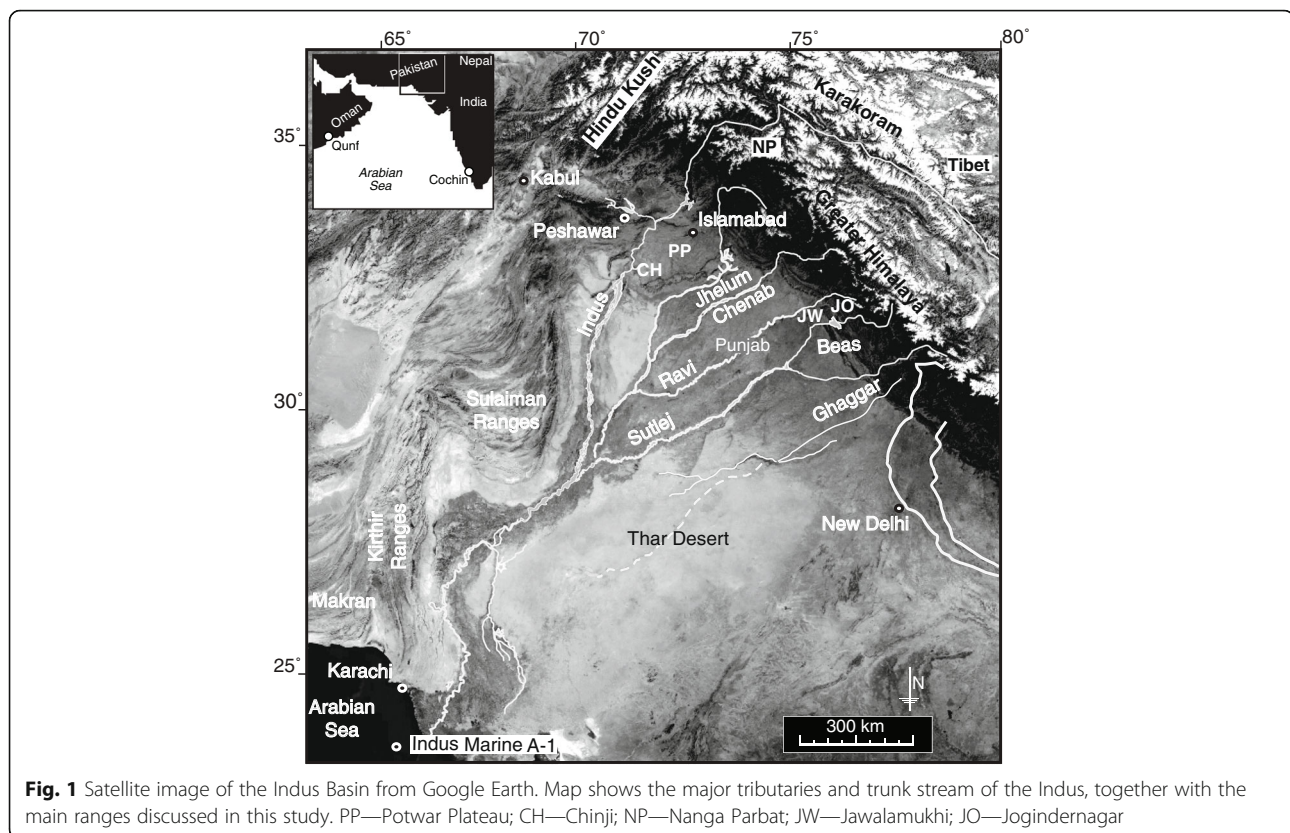 65°
70°
75°
80°
35°
30°
25°
Pakistan
Nepal
India
Oman
Qunf
Arabian
Sea
Cochin
Hindu Kush
Karakoram
NP
Tibet
Greater Himalaya
Kabul
Peshawar
Islamabad
PP
CH
Indus
Jhelum
Chenab
JW
JO
Punjab
Beas
Ravi
Sutlej
Ghaggar
Sulaiman
Ranges
Kirthir
Ranges
New Delhi
Thar Desert
Makran
Karachi
Arabian
Sea
Indus Marine A-1
N
300 km
Fig. 1 Satellite image of the Indus Basin from Google Earth. Map shows the major tributaries and trunk stream of the Indus, together with the
main ranges discussed in this study. PP—Potwar Plateau; CH—Chinji; NP—Nanga Parbat; JW—Jawalamukhi; JO—Jogindernagar